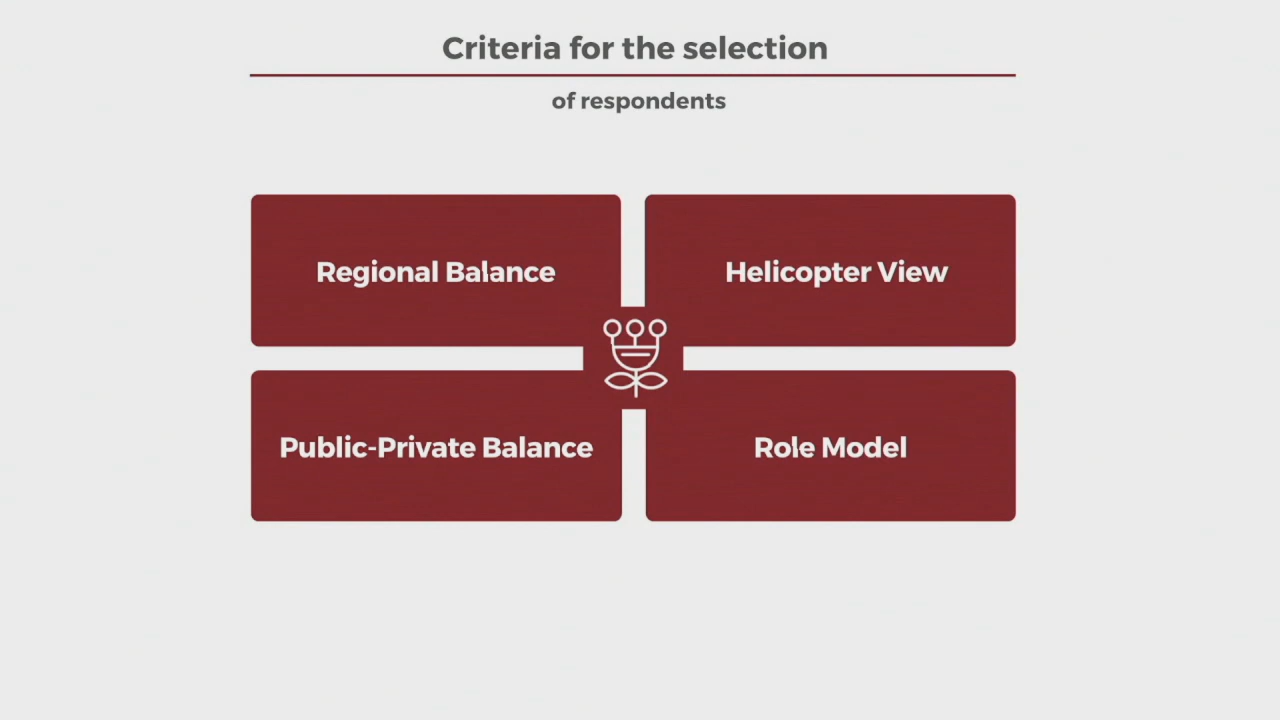 Criteria for the selection
of respondents
Regional Balance
Helicopter View
Public-Private Balance
Role Model